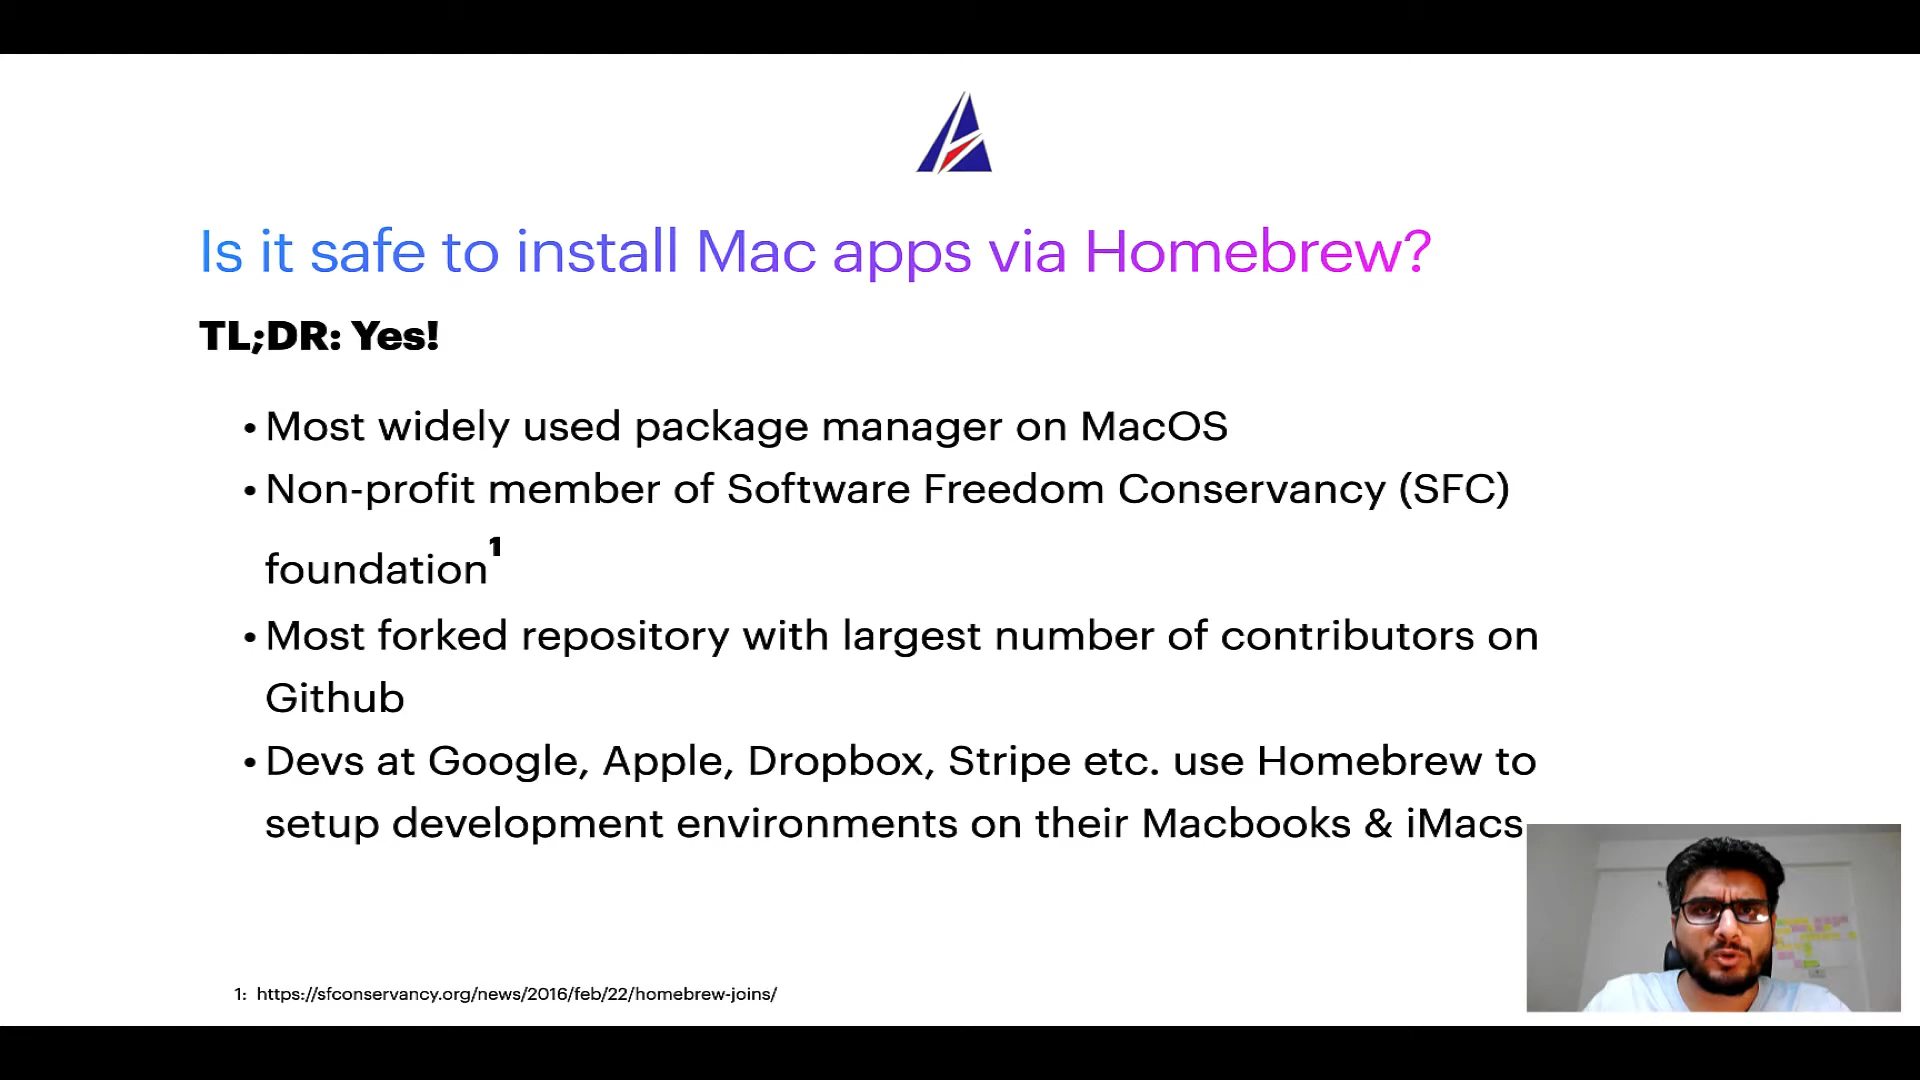 Is it safe to install Mac apps via Homebrew?
TL;DR: Yes!
• Most widely used package manager on MacOS
• Non-profit member of Software Freedom Conservancy (SFC)
foundation1
• Most forked repository with largest number of contributors on
Github
• Devs at Google, Apple, Dropbox, Stripe etc. use Homebrew to
setup development environments on their Macbooks & iMacs
1: https://sfconservancy.org/news/2016/feb/22/homebrew-joins/